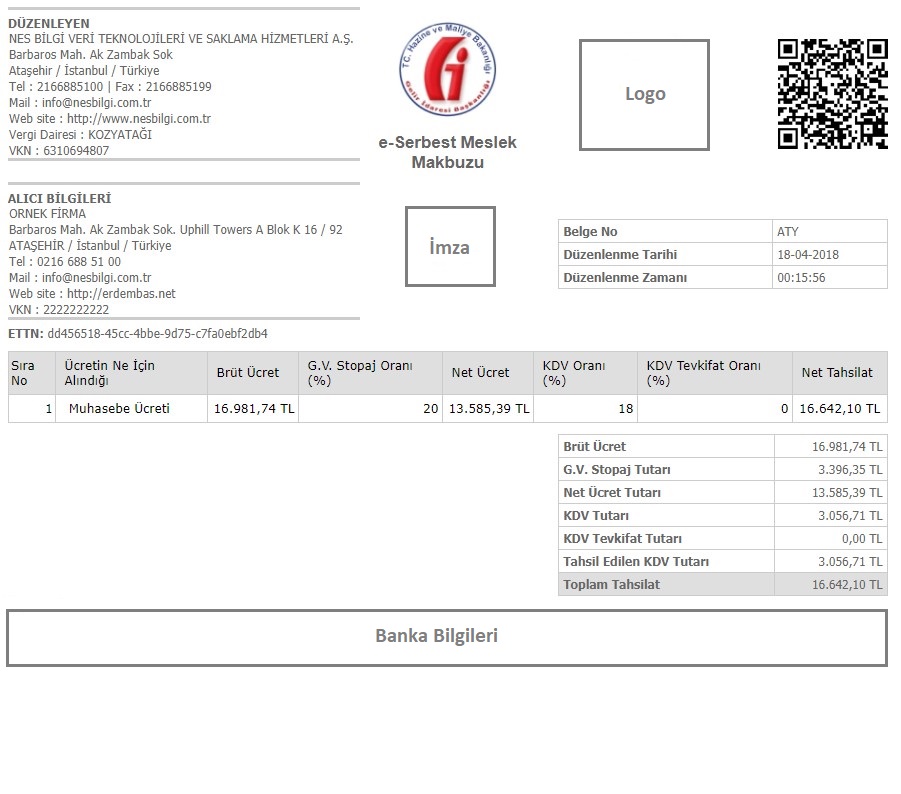 DÜZENLEYEN
NES BİLGİ VERİ TEKNOLOJİLERİ VE SAKLAMA HİZMETLERİ A.Ş.
Barbaros Mah. Ak Zambak Sok
Ataşehir / İstanbul / Türkiye
Tel : 2166885100 | Fax : 2166885199
Mail : info@nesbilgi.com.tr
Web site : http://www.nesbilgi.com.tr
Vergi Dairesi : KOZYATAĞI
VKN : 6310694807
T.C. Hazine ve Maliye Bakanlığı
Gelir İdaresi Başkanlığı
e-Serbest Meslek
Makbuzu
Logo
ALICI BİLGİLERİ
ORNEK FİRMA
Barbaros Mah. Ak Zambak Sok. Uphill Towers A Blok K 16 / 92
ATAŞEHİR / İstanbul / Türkiye
Tel : 0216 688 51 00
Mail : info@nesbilgi.com.tr
Web site : http://erdembas.net
VKN : 2222222222
İmza
Belge No ATY
Düzenlenme Tarihi 18-04-2018
Düzenlenme Zamanı 00:15:56
ETTN: dd456518-45cc-4bbe-9d75-c7fa0ebf2db4
Sıra No Ücretin Ne İçin Alındığı Brüt Ücret G.V. Stopaj Oranı (%) Net Ücret KDV Oranı (%) KDV Tevkifat Oranı (%) Net Tahsilat
1 Muhasebe Ücreti 16.981,74 TL 20 13.585,39 TL 18 0 16.642,10 TL
Brüt Ücret 16.981,74 TL
G.V. Stopaj Tutarı 3.396,35 TL
Net Ücret Tutarı 13.585,39 TL
KDV Tutarı 3.056,71 TL
KDV Tevkifat Tutarı 0,00 TL
Tahsil Edilen KDV Tutarı 3.056,71 TL
Toplam Tahsilat 16.642,10 TL
Banka Bilgileri